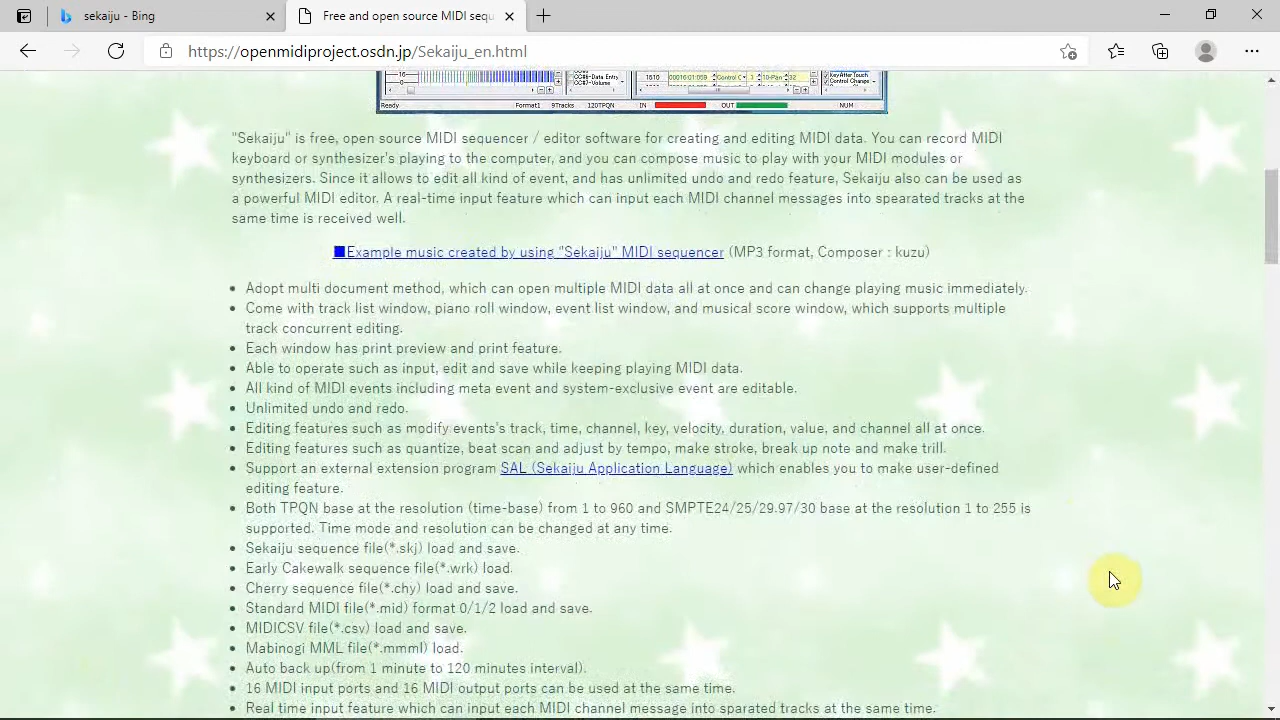 sekaiju - Bing
Free and open source MIDI sequ
https://openmidiproject.osdn.jp/Sekaiju_en.html
Ready Format1 9Tracks 120TPQN IN OUT NUM
"Sekaiju" is free, open source MIDI sequencer / editor software for creating and editing MIDI data. You can record MIDI
keyboard or synthesizer's playing to the computer, and you can compose music to play with your MIDI modules or
synthesizers. Since it allows to edit all kind of event, and has unlimited undo and redo feature, Sekaiju also can be used as
a powerful MIDI editor. A real-time input feature which can input each MIDI channel messages into spearated tracks at the
same time is received well.
■Example music created by using "Sekaiju" MIDI sequencer (MP3 format, Composer : kuzu)
Adopt multi document method, which can open multiple MIDI data all at once and can change playing music immediately.
Come with track list window, piano roll window, event list window, and musical score window, which supports multiple
track concurrent editing.
Each window has print preview and print feature.
Able to operate such as input, edit and save while keeping playing MIDI data.
All kind of MIDI events including meta event and system-exclusive event are editable.
Unlimited undo and redo.
Editing features such as modify events's track, time, channel, key, velocity, duration, value, and channel all at once.
Editing features such as quantize, beat scan and adjust by tempo, make stroke, break up note and make trill.
Support an external extension program SAL (Sekaiju Application Language) which enables you to make user-defined
editing feature.
Both TPQN base at the resolution (time-base) from 1 to 960 and SMPTE24/25/29.97/30 base at the resolution 1 to 255 is
supported. Time mode and resolution can be changed at any time.
Sekaiju sequence file(*.skj) load and save.
Early Cakewalk sequence file(*.wrk) load.
Cherry sequence file(*.chy) load and save.
Standard MIDI file(*.mid) format 0/1/2 load and save.
MIDICSV file(*.csv) load and save.
Mabinogi MML file(*.mmml) load.
Auto back up(from 1 minute to 120 minutes interval).
16 MIDI input ports and 16 MIDI output ports can be used at the same time.
Real time input feature which can input each MIDI channel message into sparated tracks at the same time.